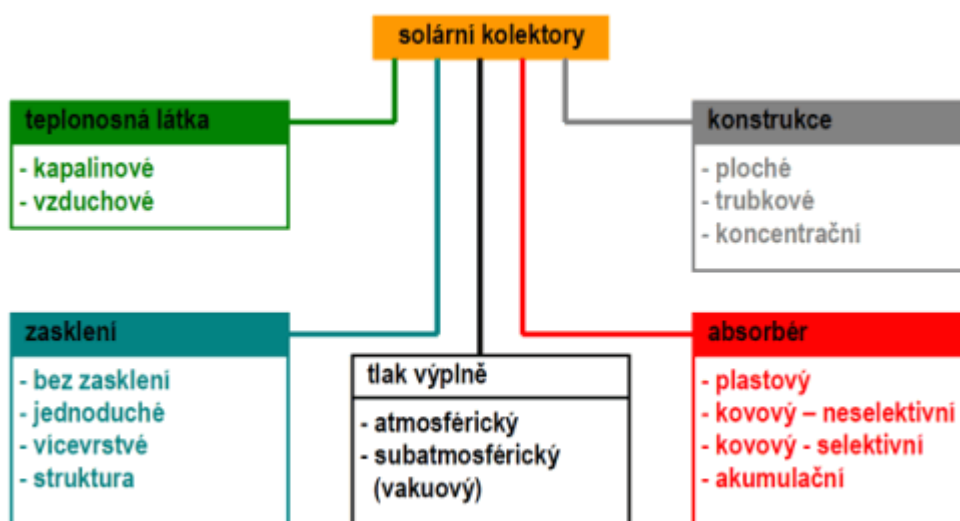 solární kolektory
teplonosná látka
- kapalinové
- vzduchové
konstrukce
- ploché
- trubkové
- koncentrační
zasklení
- bez zasklení
- jednoduché
- vícevrstvé
- struktura
tlak výplně
- atmosférický
- subatmosférický
(vakuový)
absorbér
- plastový
- kovový – neselektivní
- kovový - selektivní
- akumulační